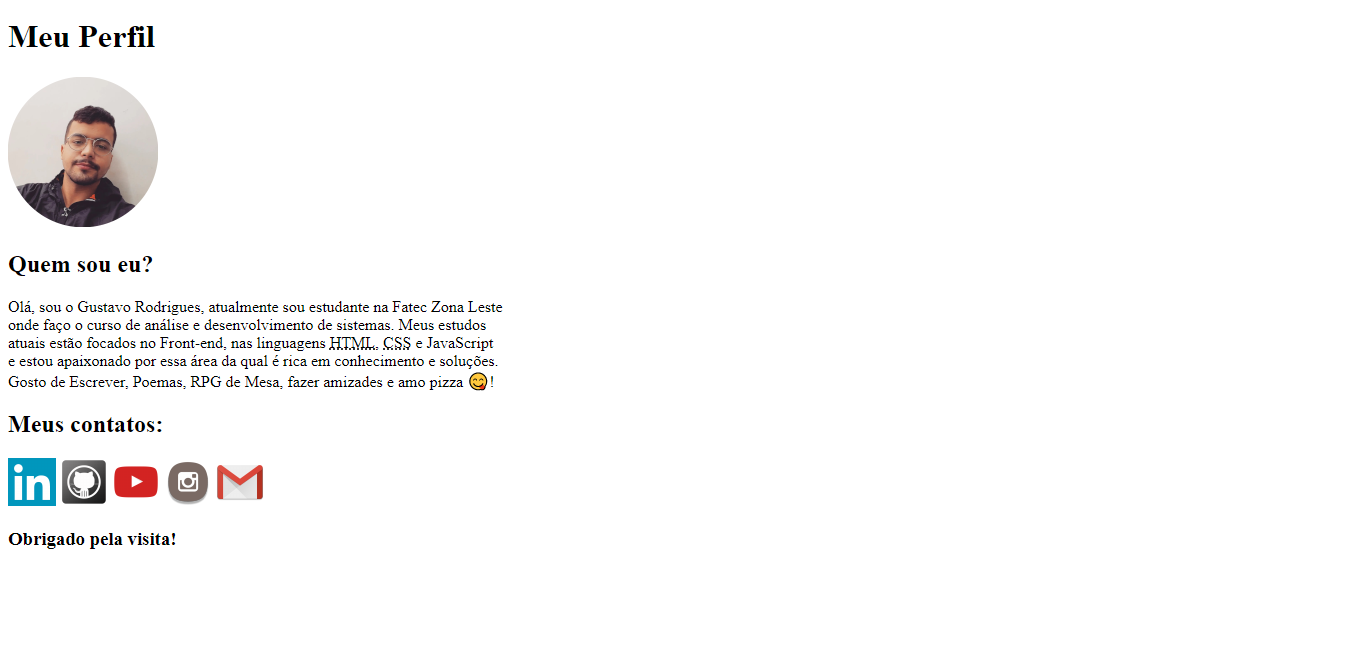 Meu Perfil
Quem sou eu?
Olá, sou o Gustavo Rodrigues, atualmente sou estudante na Fatec Zona Leste
onde faço o curso de análise e desenvolvimento de sistemas. Meus estudos
atuais estão focados no Front-end, nas linguagens HTML, CSS e JavaScript
e estou apaixonado por essa área da qual é rica em conhecimento e soluções.
Gosto de Escrever, Poemas, RPG de Mesa, fazer amizades e amo pizza 😋!
Meus contatos:
in
Obrigado pela visita!